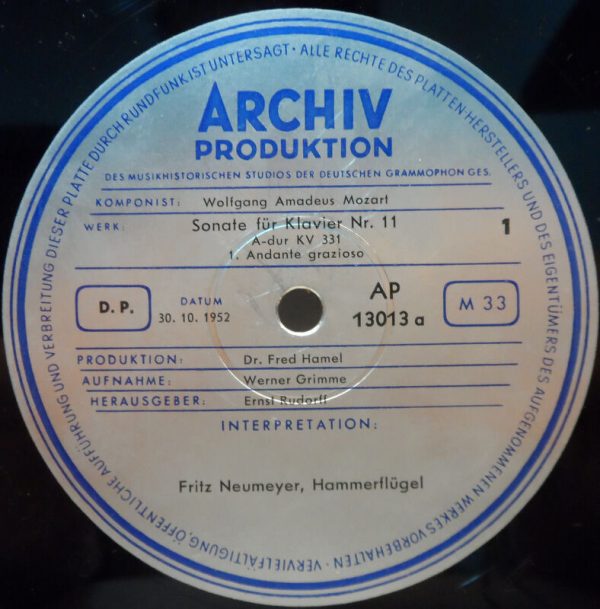 VERVIELFÄLTIGUNG, ÖFFENTLICHE AUFFÜHRUNG UND VERBREITUNG DIESER PLATTE DURCH RUNDFUNK IST UNTERSAGT · ALLE RECHTE DES PLATTEN-HERSTELLERS UND DES EIGENTÜMERS DES AUFGENOMMENEN WERKES VORBEHALTEN ·
ARCHIV
PRODUKTION
DES MUSIKHISTORISCHEN STUDIOS DER DEUTSCHEN GRAMMOPHON GES.
KOMPONIST: Wolfgang Amadeus Mozart
WERK: Sonate für Klavier Nr. 11 1
A-dur KV 331
1. Andante grazioso
D. P. DATUM AP M 33
30. 10. 1952 13013 a
PRODUKTION: Dr. Fred Hamel
AUFNAHME: Werner Grimme
HERAUSGEBER: Ernst Rudorff
INTERPRETATION:
Fritz Neumeyer, Hammerflügel